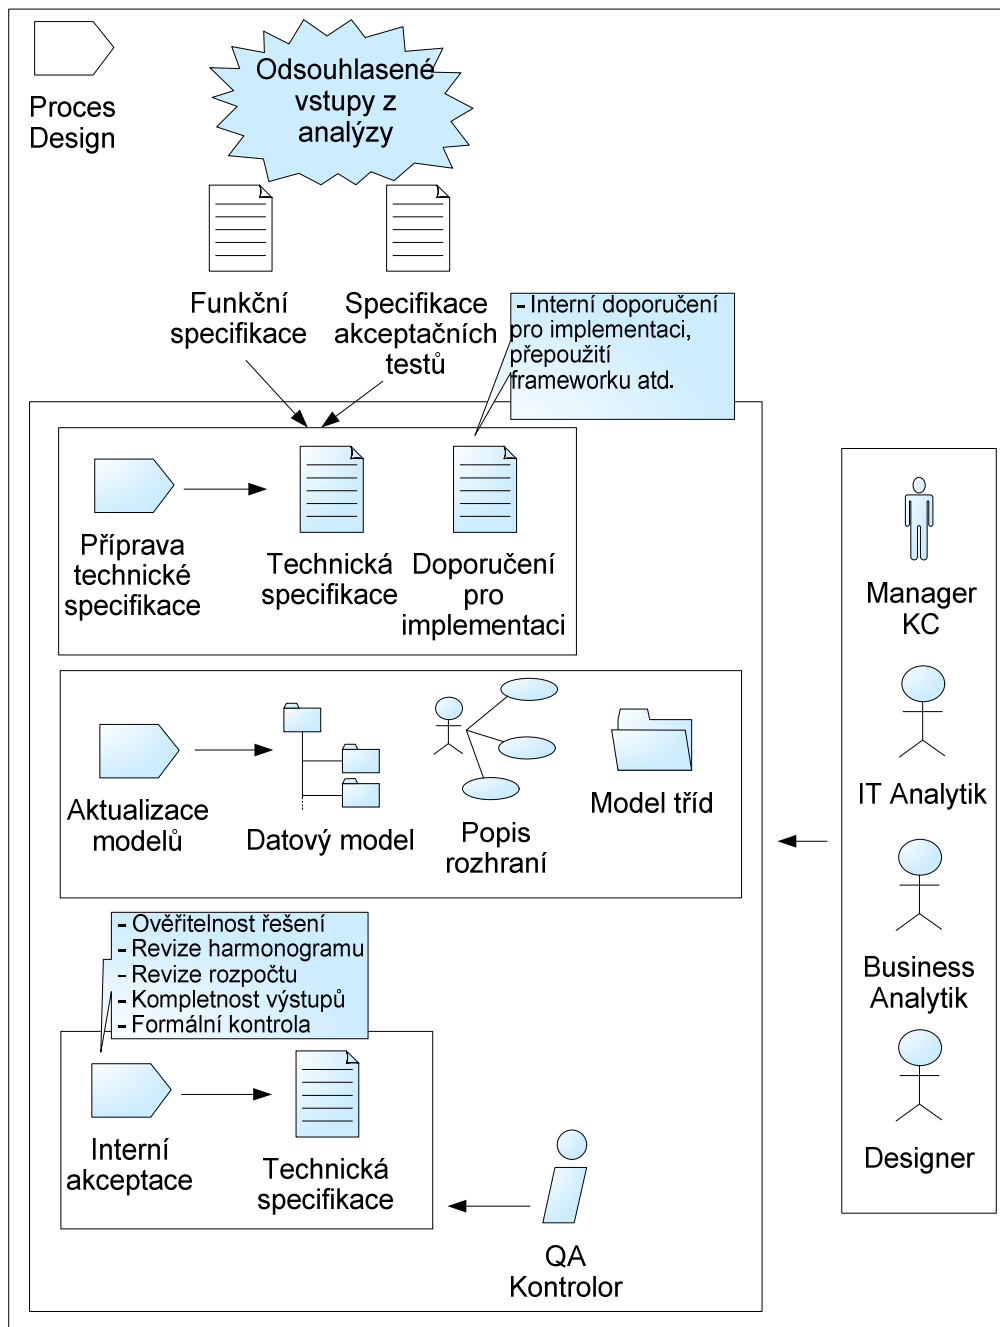 Proces
Design
Odsouhlasené
vstupy z
analýzy
Funkční
specifikace
Specifikace
akceptačních
testů
- Interní doporučení
pro implementaci,
přepoužití
frameworku atd.
Příprava
technické
specifikace
Technická
specifikace
Doporučení
pro
implementaci
Aktualizace
modelů
Datový model
Popis
rozhraní
Model tříd
- Ověřitelnost řešení
- Revize harmonogramu
- Revize rozpočtu
- Kompletnost výstupů
- Formální kontrola
Interní
akceptace
Technická
specifikace
QA
Kontrolor
Manager
KC
IT Analytik
Business
Analytik
Designer